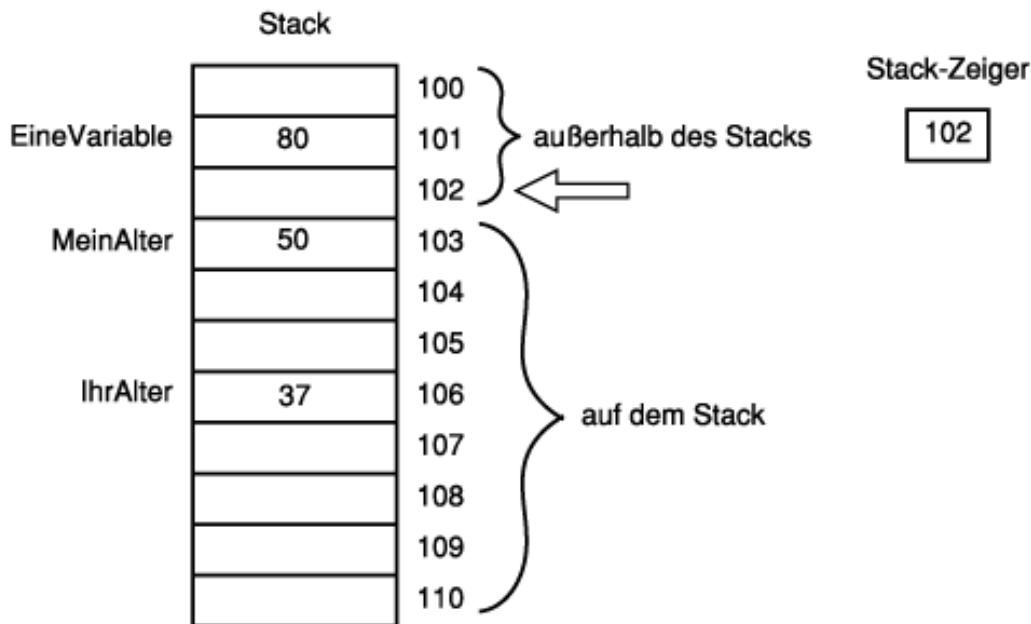 Stack
Stack-Zeiger
100
EineVariable 80 101 außerhalb des Stacks 102
102
MeinAlter 50 103
104
105
IhrAlter 37 106
auf dem Stack
107
108
109
110